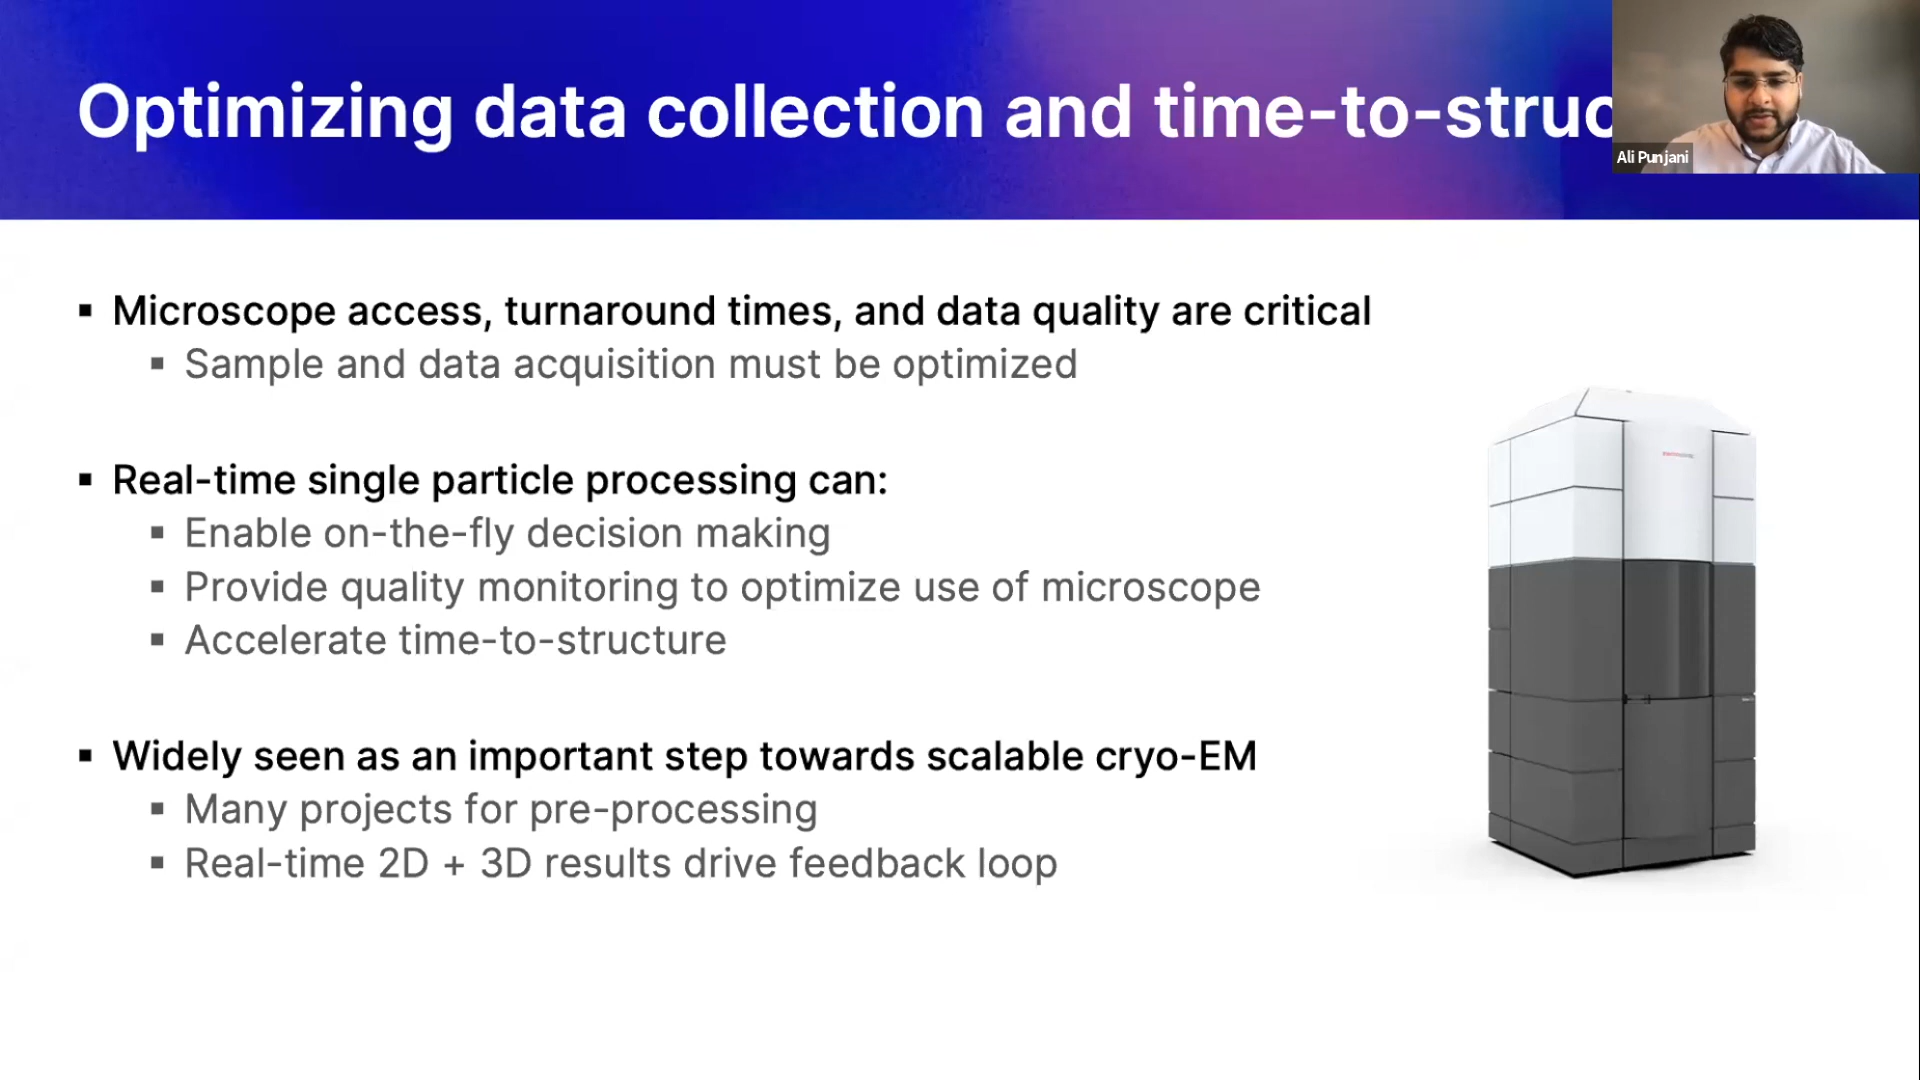 Optimizing data collection and time-to-struc
Ali Punjani
▪ Microscope access, turnaround times, and data quality are critical
▪ Sample and data acquisition must be optimized
▪ Real-time single particle processing can:
▪ Enable on-the-fly decision making
▪ Provide quality monitoring to optimize use of microscope
▪ Accelerate time-to-structure
▪ Widely seen as an important step towards scalable cryo-EM
▪ Many projects for pre-processing
▪ Real-time 2D + 3D results drive feedback loop